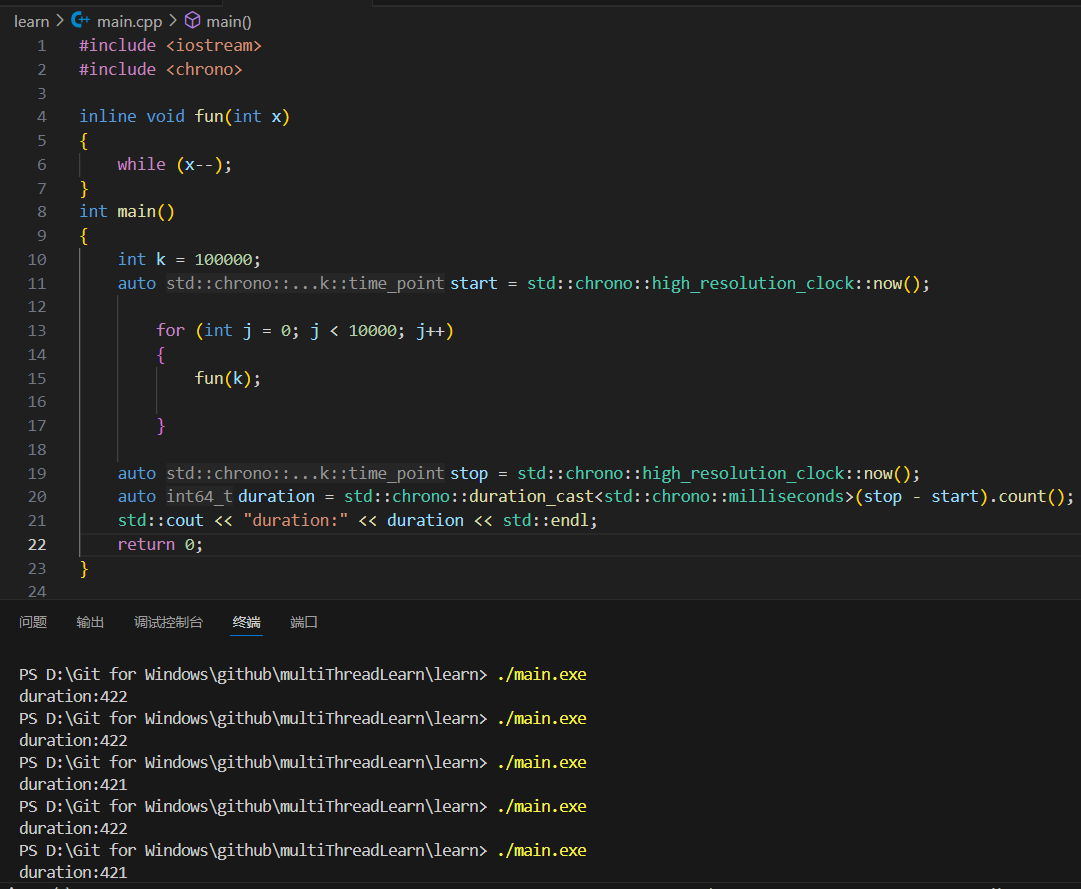 learn > main.cpp > main()
1 #include <iostream>
2 #include <chrono>
3
4 inline void fun(int x)
5 {
6     while (x--);
7 }
8 int main()
9 {
10     int k = 100000;
11     auto std::chrono::...k::time_point start = std::chrono::high_resolution_clock::now();
12
13         for (int j = 0; j < 10000; j++)
14         {
15             fun(k);
16
17         }
18
19     auto std::chrono::...k::time_point stop = std::chrono::high_resolution_clock::now();
20     auto int64_t duration = std::chrono::duration_cast<std::chrono::milliseconds>(stop - start).count();
21     std::cout << "duration:" << duration << std::endl;
22     return 0;
23 }
24
问题 输出 调试控制台 终端 端口
PS D:\Git for Windows\github\multiThreadLearn\learn> ./main.exe
duration:422
PS D:\Git for Windows\github\multiThreadLearn\learn> ./main.exe
duration:422
PS D:\Git for Windows\github\multiThreadLearn\learn> ./main.exe
duration:421
PS D:\Git for Windows\github\multiThreadLearn\learn> ./main.exe
duration:422
PS D:\Git for Windows\github\multiThreadLearn\learn> ./main.exe
duration:421